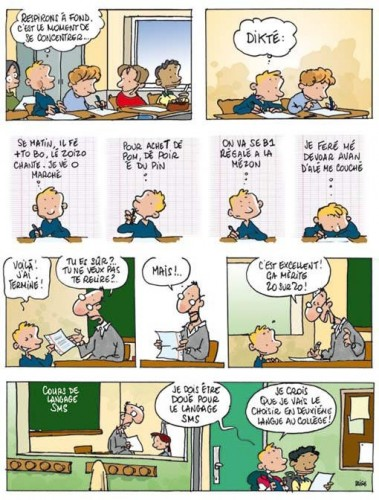 RESPIRONS À FOND.
C'EST LE MOMENT DE
SE CONCENTRER...
DIKTÉ:
SE MATIN, IL FÉ
+TO BO, LÉ ZOIZO
CHANTE. JE VÉ O
MARCHÉ
POUR ACHETÉ DE
POM, DÉ POIR
É DU PIN
ON VA SE B1
RÉGALÉ A LA
MÉZON
JE FERÉ MÉ
DEVOAR AVAN
D'ALÉ ME COUCHÉ
VOILÀ!
J'AI
TERMINÉ!
TU ES SÛR?..
TU NE VEUX PAS
TE RELIRE?..
MAIS!..
C'EST EXCELLENT!
ÇA MÉRITE
20 SUR 20!
COURS DE
LANGAGE
SMS
JE DOIS ÊTRE
DOUÉ POUR
LE LANGAGE
SMS
JE CROIS
QUE JE VAIS LE
CHOISIR EN DEUXIÈME
LANGUE AU COLLÈGE!